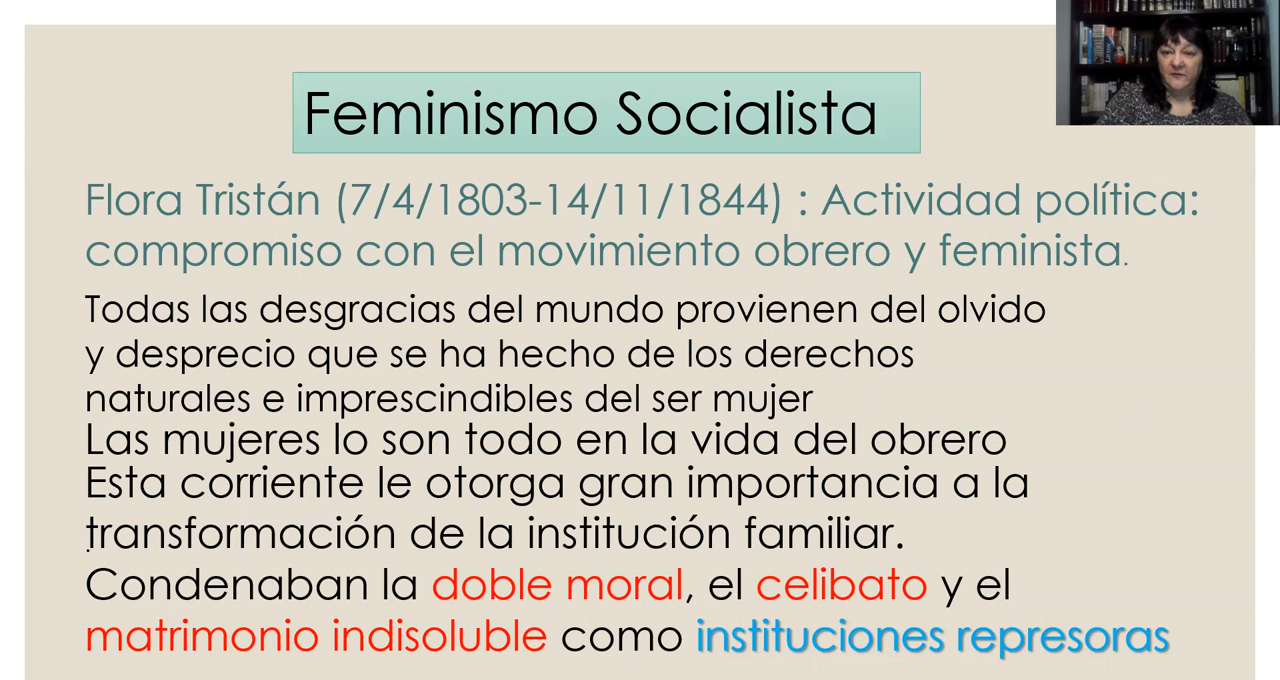 Feminismo Socialista
Flora Tristán (7/4/1803-14/11/1844) : Actividad política:
compromiso con el movimiento obrero y feminista.
Todas las desgracias del mundo provienen del olvido
y desprecio que se ha hecho de los derechos
naturales e imprescindibles del ser mujer
Las mujeres lo son todo en la vida del obrero
Esta corriente le otorga gran importancia a la
transformación de la institución familiar.
.
Condenaban la doble moral, el celibato y el
matrimonio indisoluble como instituciones represoras